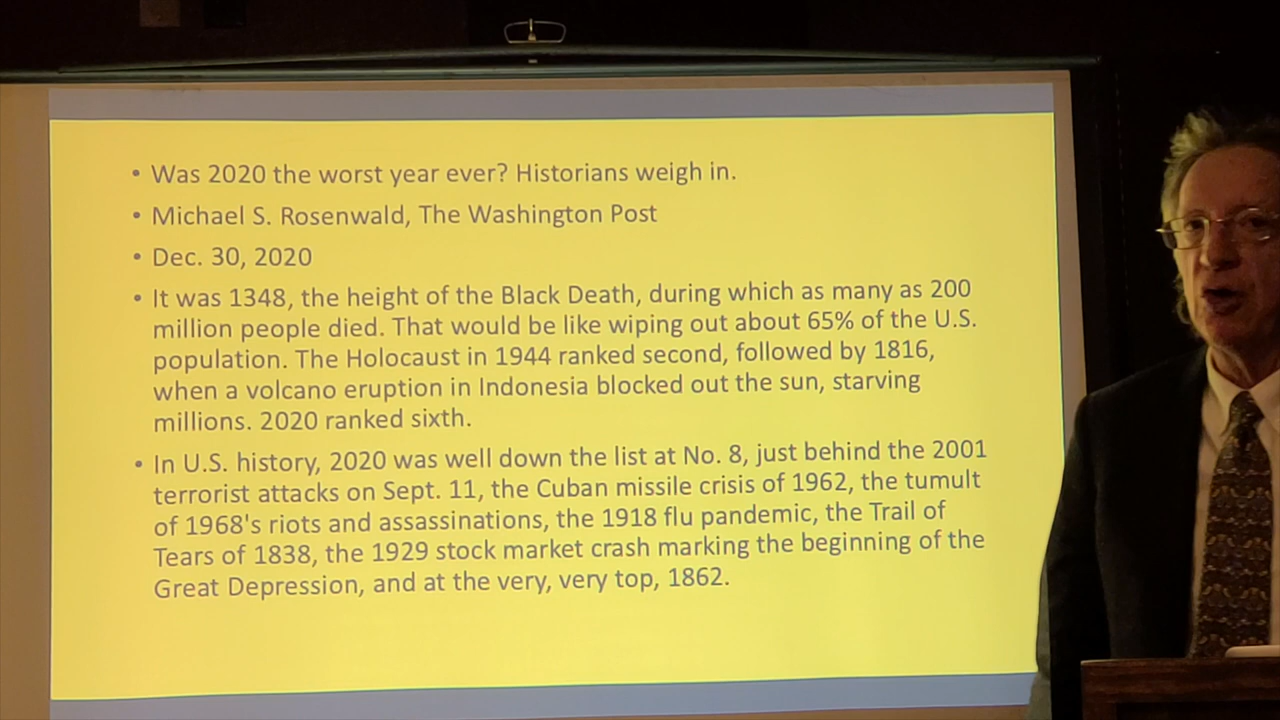 • Was 2020 the worst year ever? Historians weigh in.
• Michael S. Rosenwald, The Washington Post
• Dec. 30, 2020
• It was 1348, the height of the Black Death, during which as many as 200
million people died. That would be like wiping out about 65% of the U.S.
population. The Holocaust in 1944 ranked second, followed by 1816,
when a volcano eruption in Indonesia blocked out the sun, starving
millions. 2020 ranked sixth.
• In U.S. history, 2020 was well down the list at No. 8, just behind the 2001
terrorist attacks on Sept. 11, the Cuban missile crisis of 1962, the tumult
of 1968's riots and assassinations, the 1918 flu pandemic, the Trail of
Tears of 1838, the 1929 stock market crash marking the beginning of the
Great Depression, and at the very, very top, 1862.